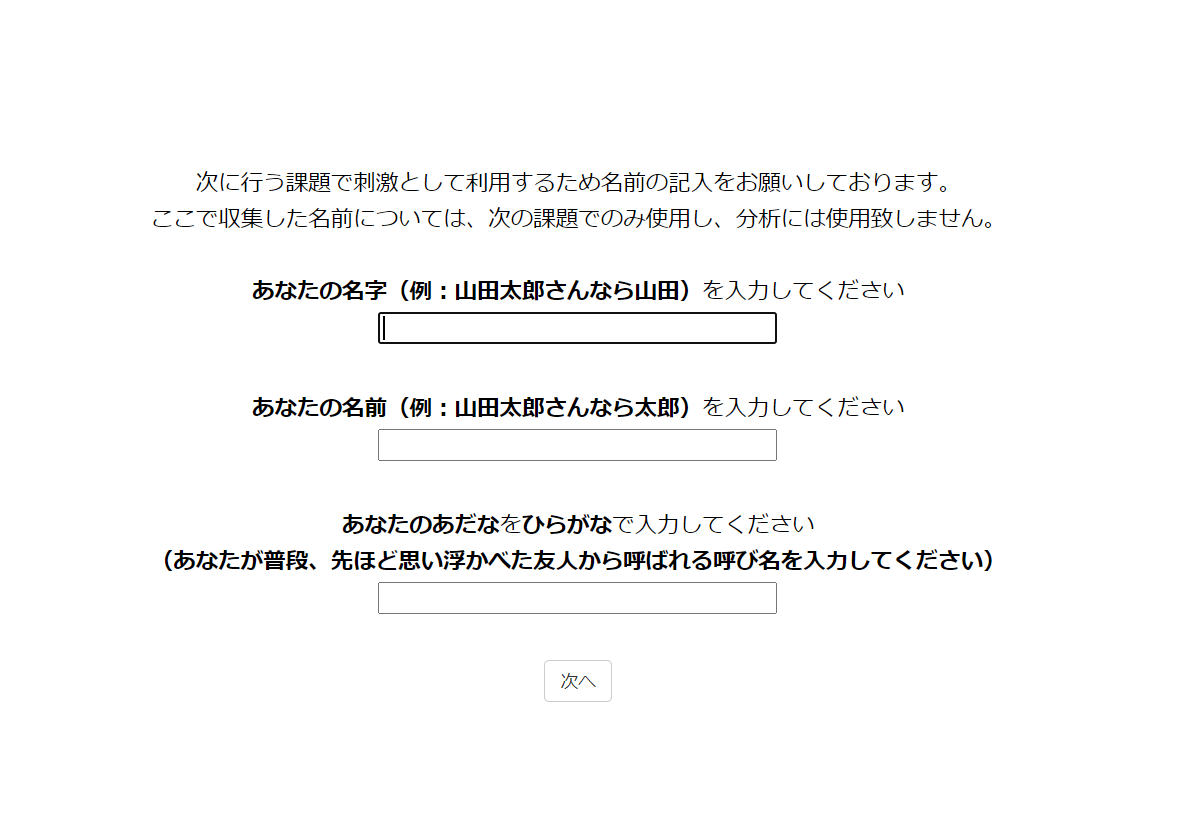 次に行う課題で刺激として利用するため名前の記入をお願いしております。
ここで収集した名前については、次の課題でのみ使用し、分析には使用致しません。
あなたの名字（例：山田太郎さんなら山田）を入力してください
あなたの名前（例：山田太郎さんなら太郎）を入力してください
あなたのあだなをひらがなで入力してください
（あなたが普段、先ほど思い浮かべた友人から呼ばれる呼び名を入力してください）
次へ